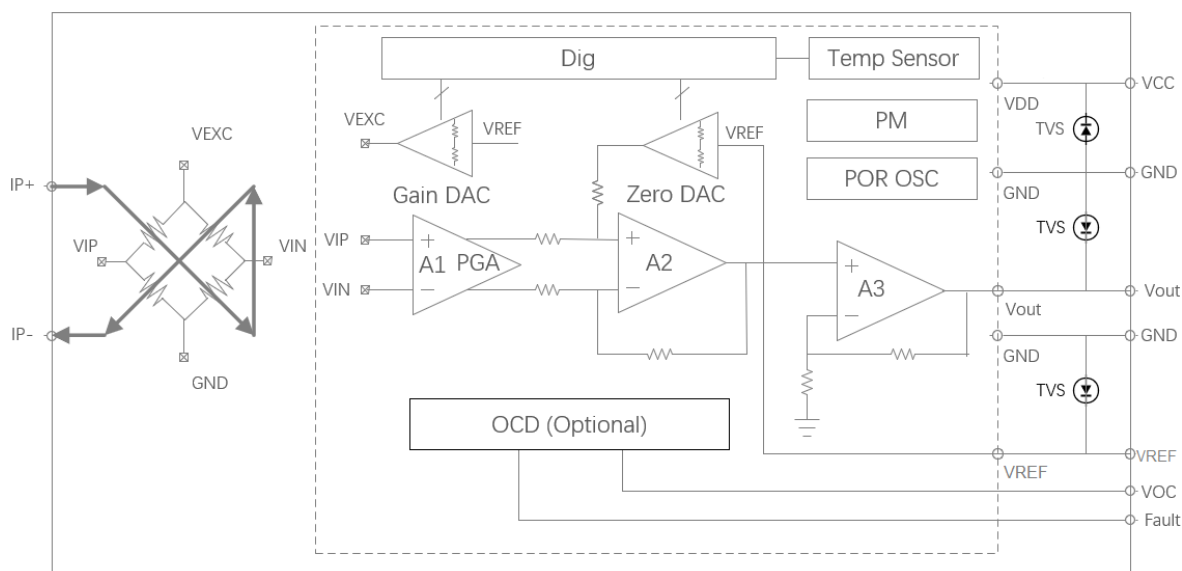 Dig
Temp Sensor
VCC
VDD
VEXC
VEXC
VREF
VREF
PM
TVS
IP+
Gain DAC
Zero DAC
POR OSC
GND
GND
VIP
VIN
VIP
+
A1
PGA
+
A2
TVS
VIN
−
−
+
A3
−
Vout
Vout
IP-
GND
GND
GND
TVS
OCD (Optional)
VREF
VREF
VOC
Fault